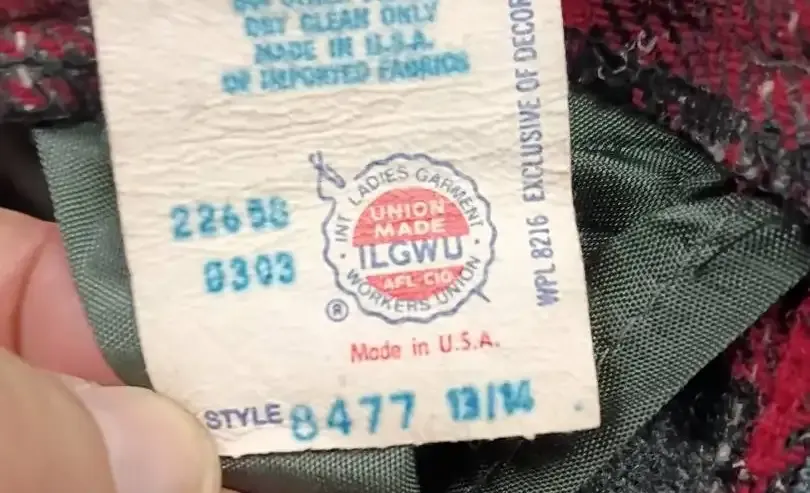 DRY CLEAN ONLY
MADE IN U.S.A.
OF IMPORTED FABRICS
WPL 8216 EXCLUSIVE OF DECOR
22658
0303
INT. LADIES GARMENT
UNION
MADE
ILGWU
AFL-CIO
WORKERS UNION
®
Made in U.S.A.
STYLE 8477 13/14